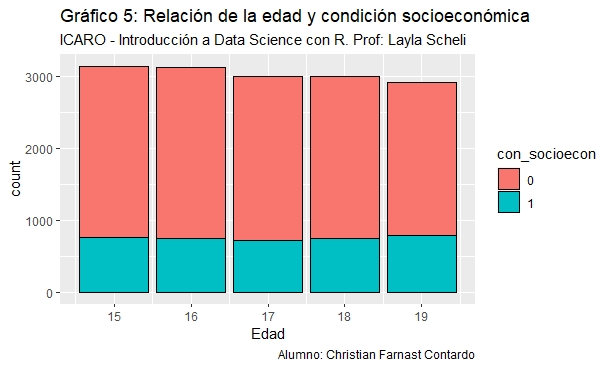 Gráfico 5: Relación de la edad y condición socioeconómica
ICARO - Introducción a Data Science con R. Prof: Layla Scheli
3000
2000
1000
0
count
15 16 17 18 19
Edad
con_socioecon
0
1
Alumno: Christian Farnast Contardo